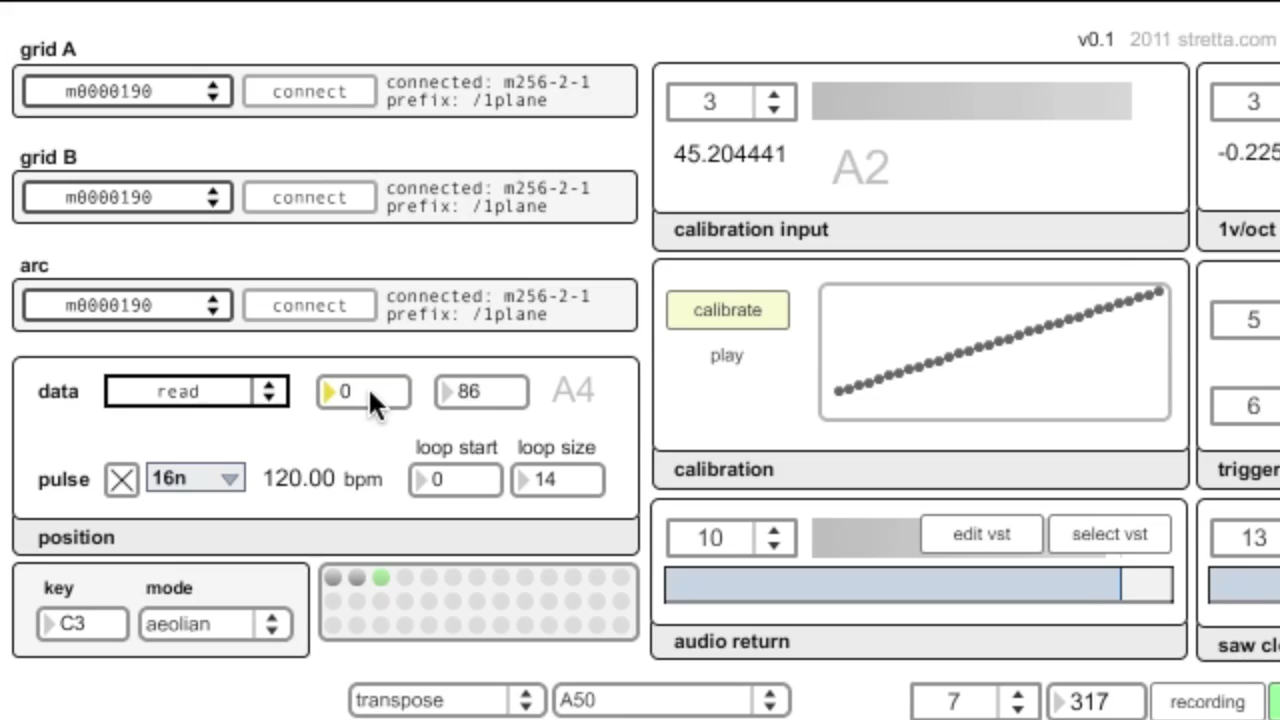 v0.1 2011 stretta.com
grid A
m0000190 connect connected: m256-2-1
prefix: /1plane
grid B
m0000190 connect connected: m256-2-1
prefix: /1plane
arc
m0000190 connect connected: m256-2-1
prefix: /1plane
data read 0 86 A4
loop start loop size
pulse 16n 120.00 bpm 0 14
position
key mode
C3 aeolian
3
45.204441 A2
calibration input
calibrate
play
calibration
10 edit vst select vst
audio return
3
-0.225
1v/oct
5
6
trigger
13
saw cl
transpose A50 7 317 recording